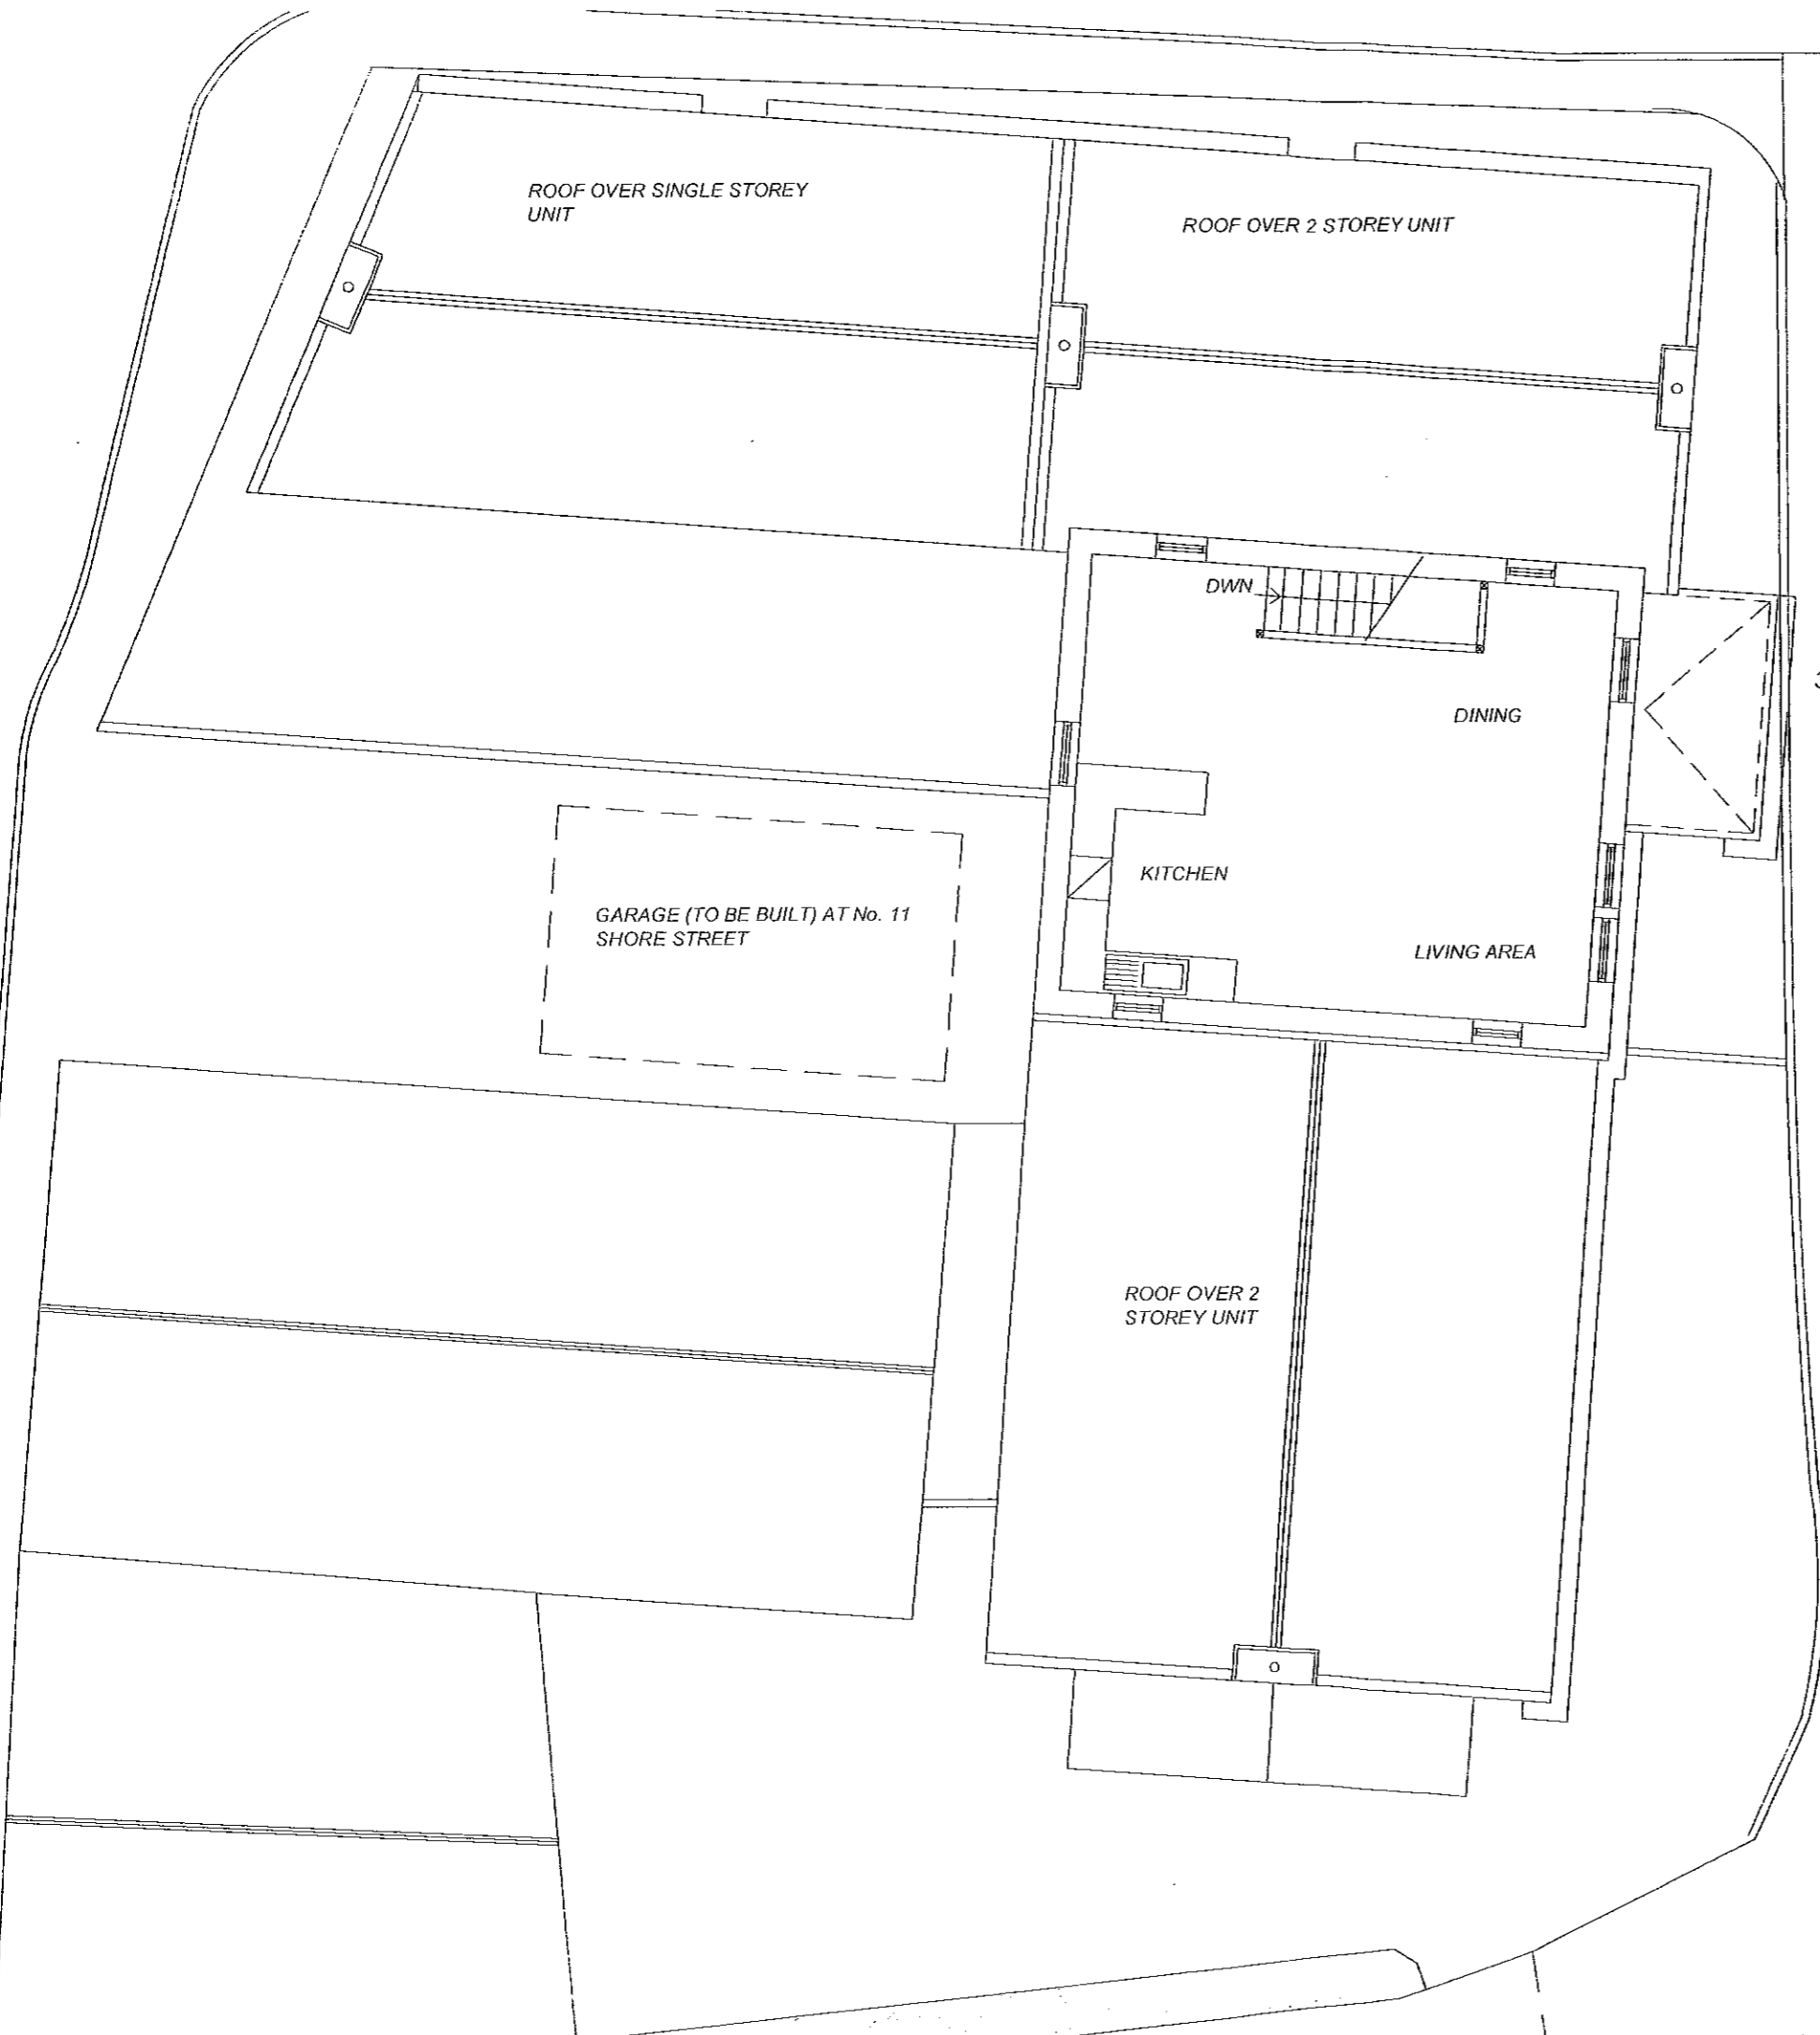 ROOF OVER SINGLE STOREY
UNIT
ROOF OVER 2 STOREY UNIT
DWN
DINING
KITCHEN
GARAGE (TO BE BUILT) AT No. 11
SHORE STREET
LIVING AREA
ROOF OVER 2
STOREY UNIT